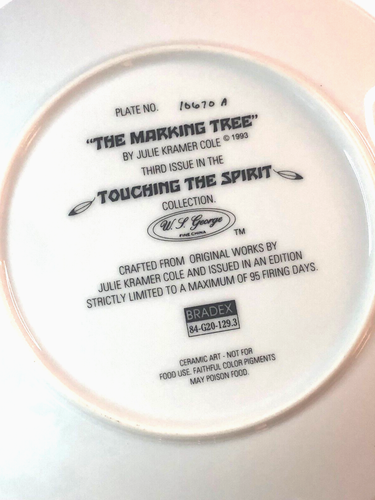 PLATE NO. 10670 A
"THE MARKING TREE"
BY JULIE KRAMER COLE © 1993
THIRD ISSUE IN THE
TOUCHING THE SPIRIT
COLLECTION.
W. S. George
FINE CHINA
TM
CRAFTED FROM ORIGINAL WORKS BY
JULIE KRAMER COLE AND ISSUED IN AN EDITION
STRICTLY LIMITED TO A MAXIMUM OF 95 FIRING DAYS.
BRADEX
84-G20-129.3
CERAMIC ART - NOT FOR
FOOD USE. FAITHFUL COLOR PIGMENTS
MAY POISON FOOD.